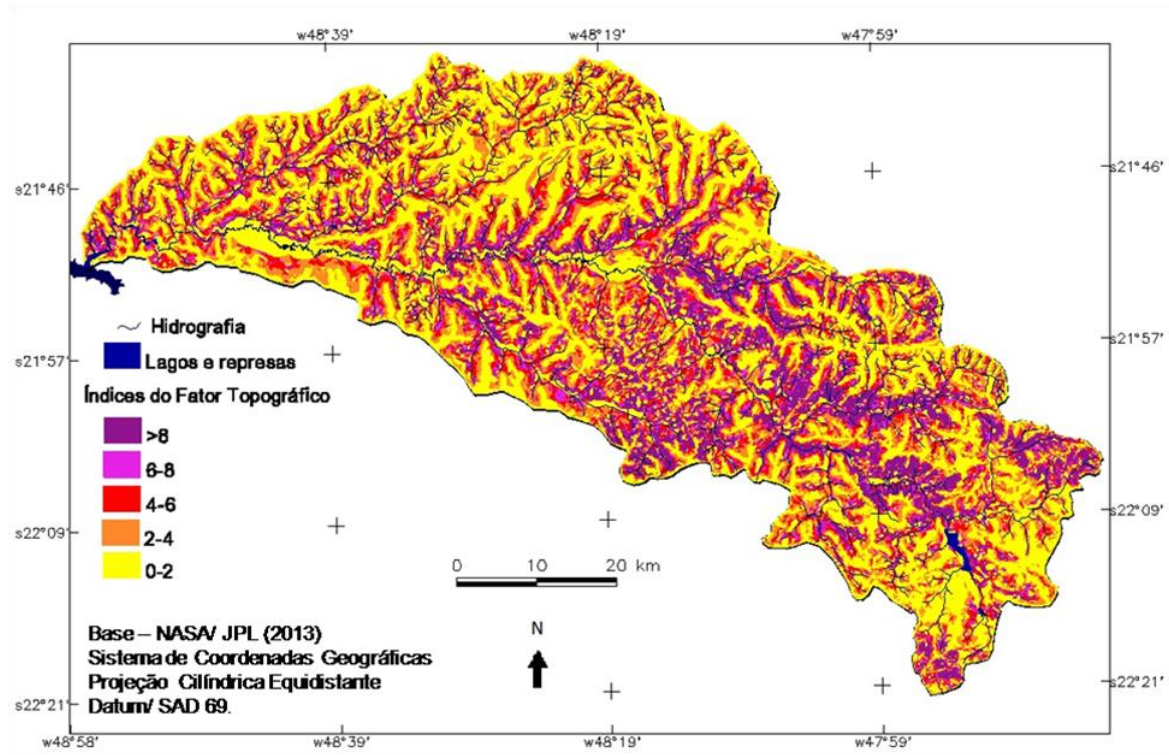 w48°39' w48°19' w47°59'
s21°46' s21°46'
Hidrografia
Lagos e represas
s21°57' s21°57'
Índices do Fator Topográfico
>8
6-8
4-6
2-4
0-2
s22°09' s22°09'
0 10 20 km
N
Base – NASA/ JPL (2013)
Sistema de Coordenadas Geográficas
Projeção Cilíndrica Equidistante
Datum/ SAD 69.
s22°21' s22°21'
w48°58' w48°39' w48°19' w47°59'